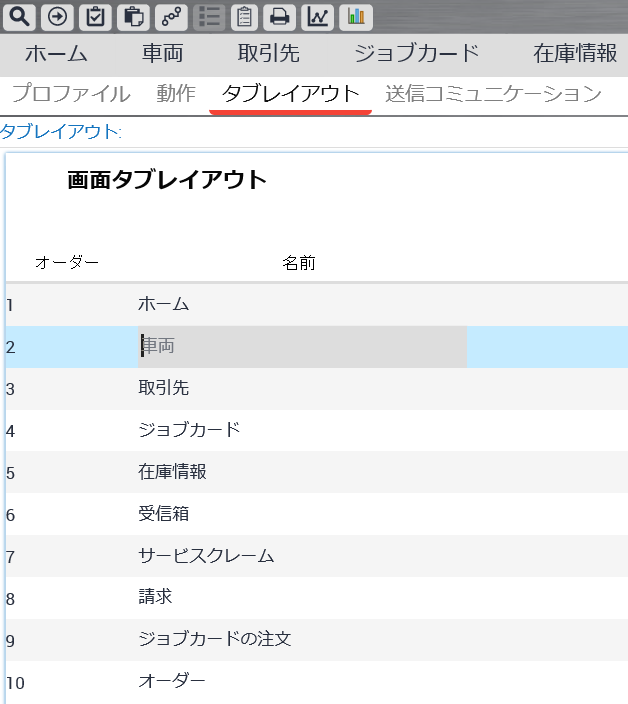 ホーム 車両 取引先 ジョブカード 在庫情報
プロファイル 動作 タブレイアウト 送信コミュニケーション
タブレイアウト:
画面タブレイアウト
オーダー 名前
1 ホーム
2 車両
3 取引先
4 ジョブカード
5 在庫情報
6 受信箱
7 サービスクレーム
8 請求
9 ジョブカードの注文
10 オーダー